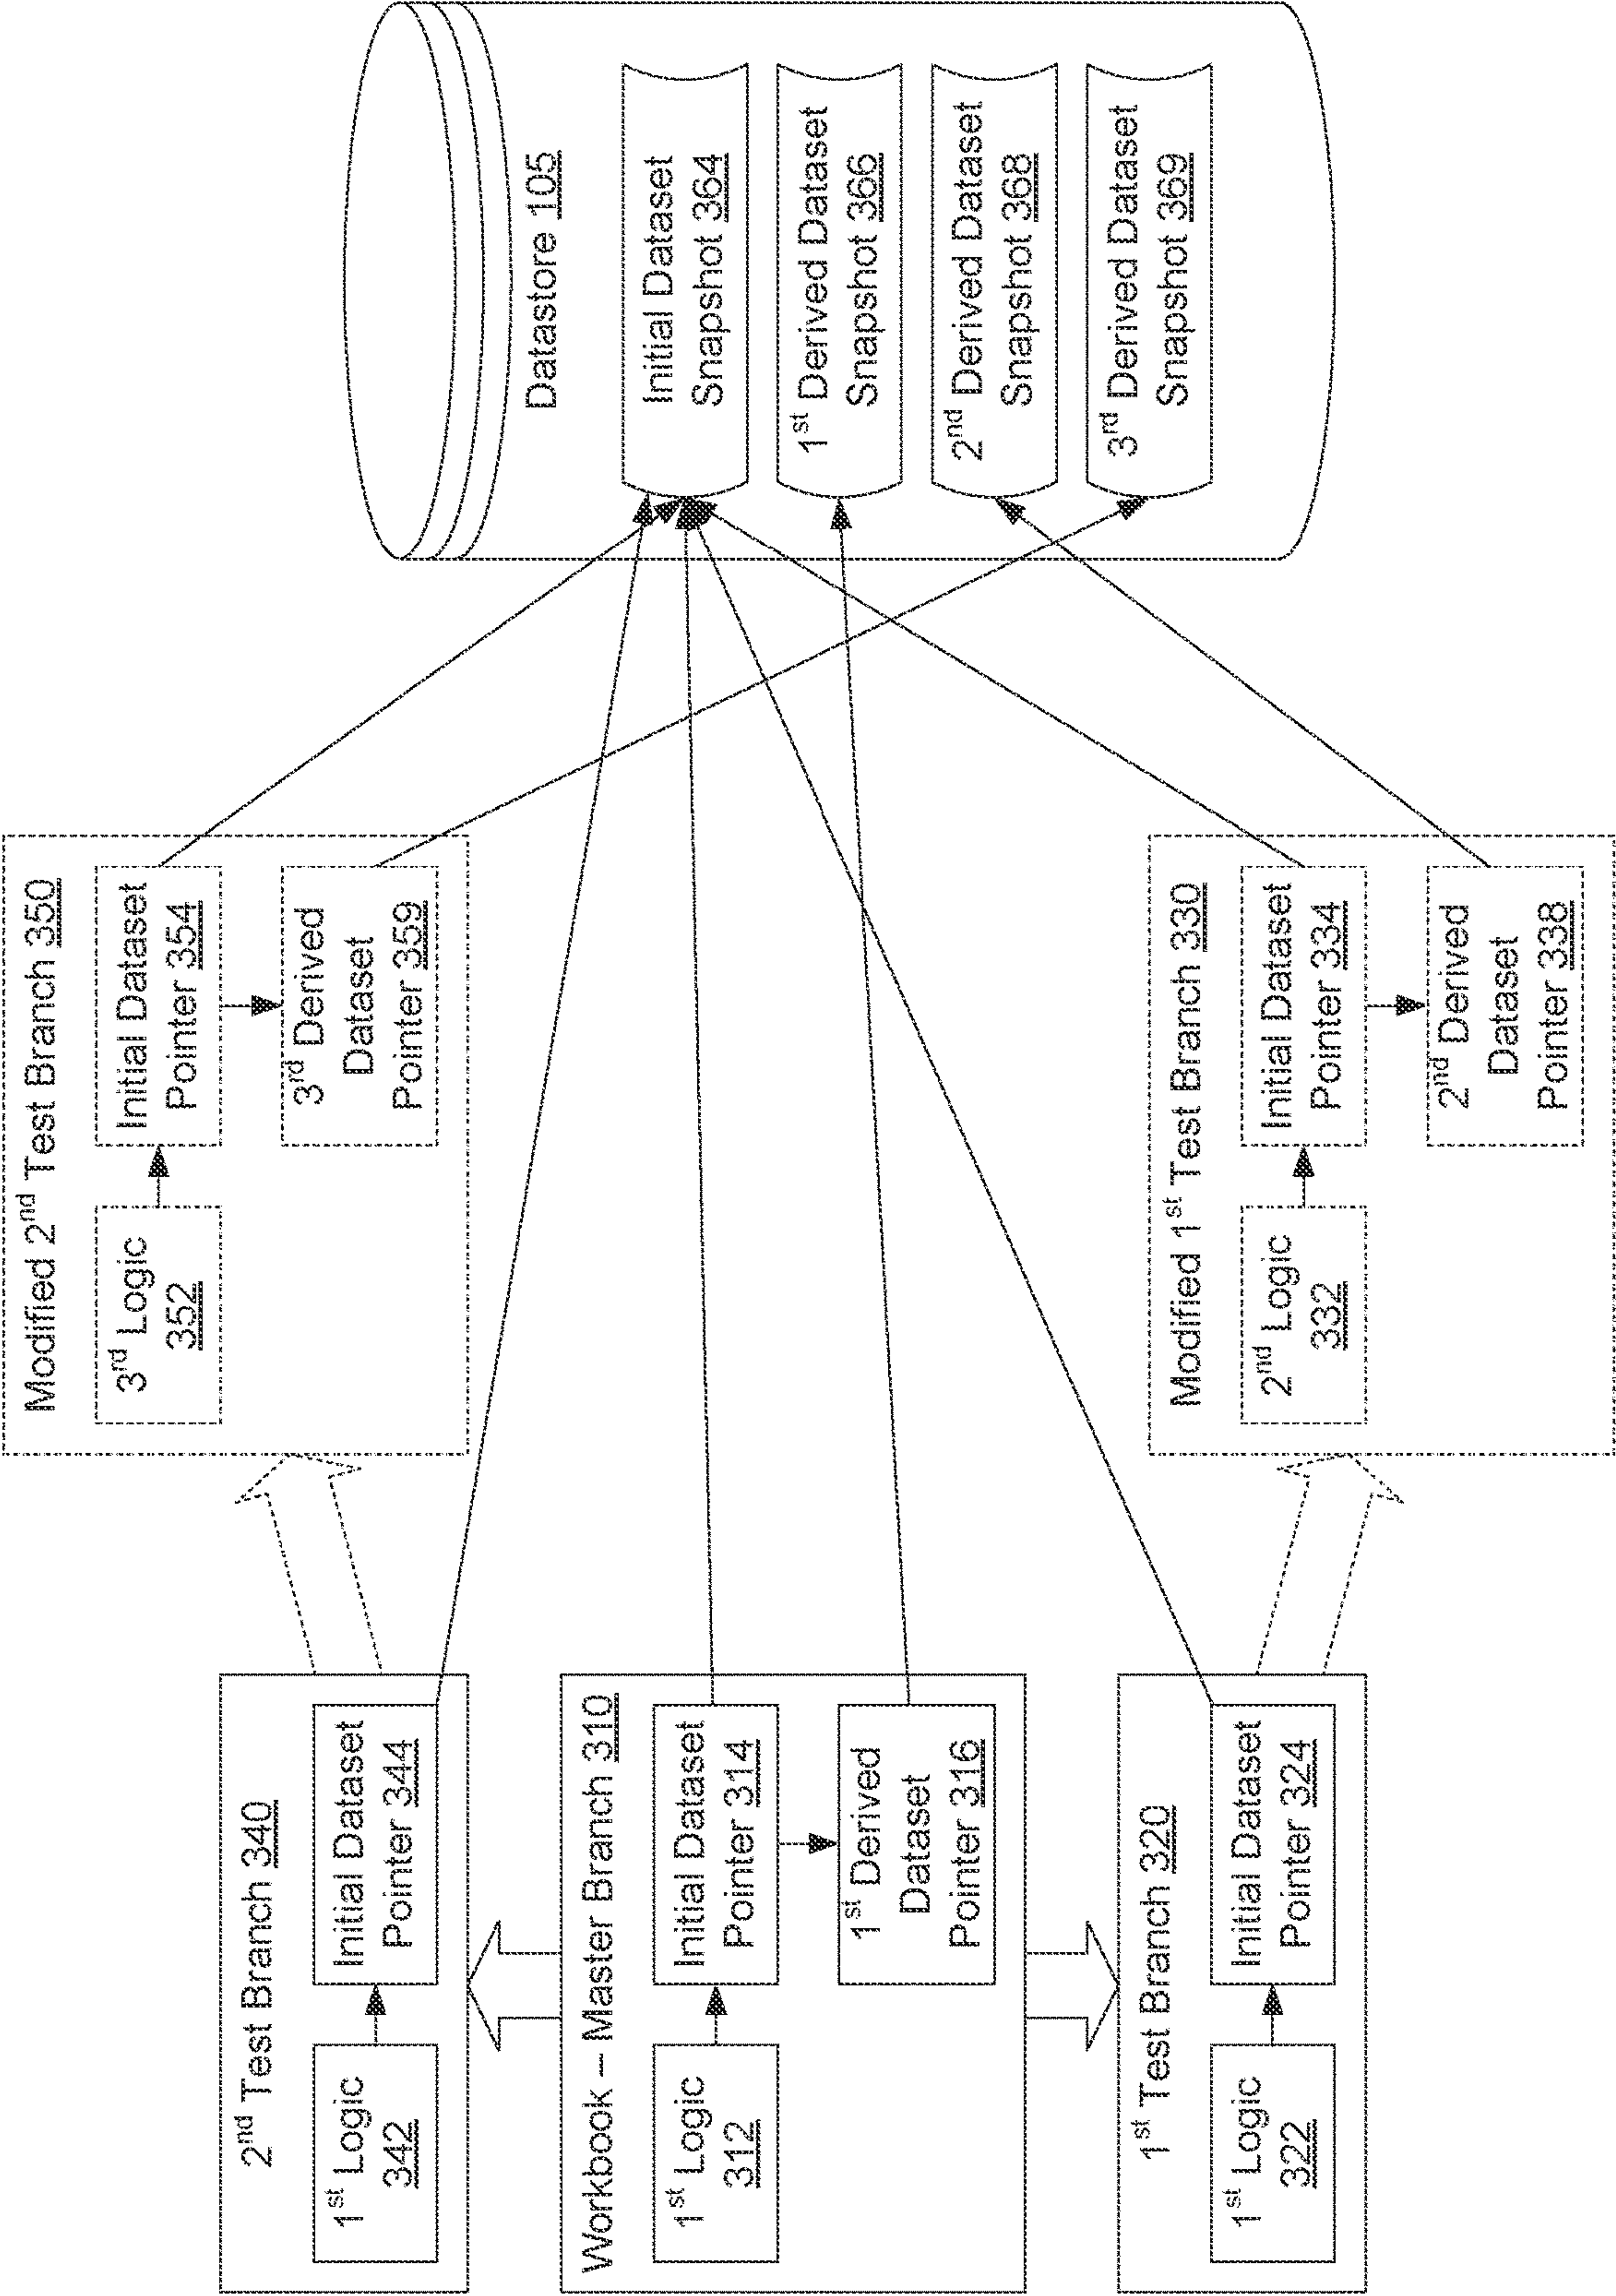 2nd Test Branch 340
1st Logic
342
Initial Dataset
Pointer 344
Workbook – Master Branch 310
1st Logic
312
Initial Dataset
Pointer 314
1st Derived
Dataset
Pointer 316
1st Test Branch 320
1st Logic
322
Initial Dataset
Pointer 324
Modified 2nd Test Branch 350
3rd Logic
352
Initial Dataset
Pointer 354
3rd Derived
Dataset
Pointer 359
Modified 1st Test Branch 330
2nd Logic
332
Initial Dataset
Pointer 334
2nd Derived
Dataset
Pointer 338
Datastore 105
Initial Dataset
Snapshot 364
1st Derived Dataset
Snapshot 366
2nd Derived Dataset
Snapshot 368
3rd Derived Dataset
Snapshot 369